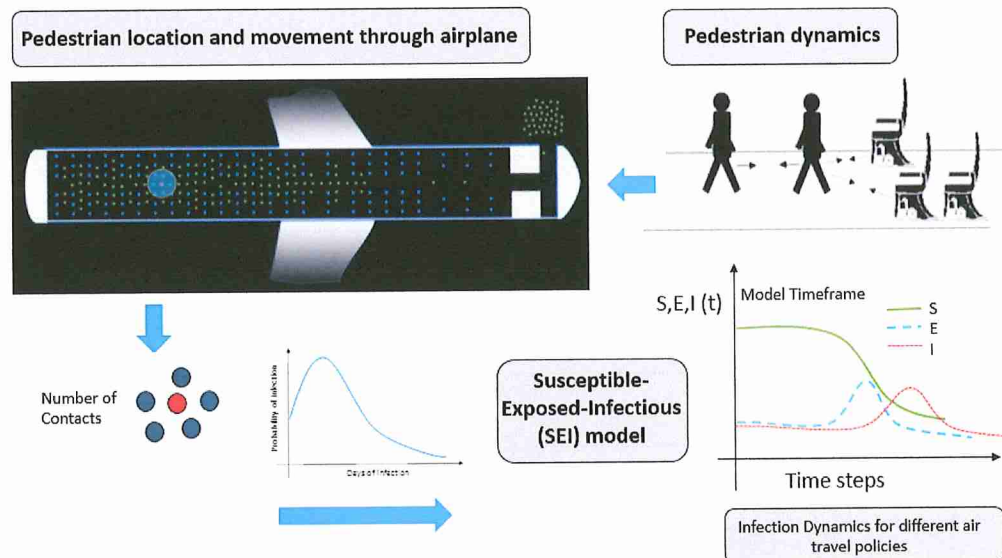 Pedestrian location and movement through airplane
Pedestrian dynamics
Number of
Contacts
Probability of infection
Days of Infection
Susceptible-
Exposed-Infectious
(SEI) model
S,E,I (t)
Model Timeframe
S
E
I
Time steps
Infection Dynamics for different air
travel policies